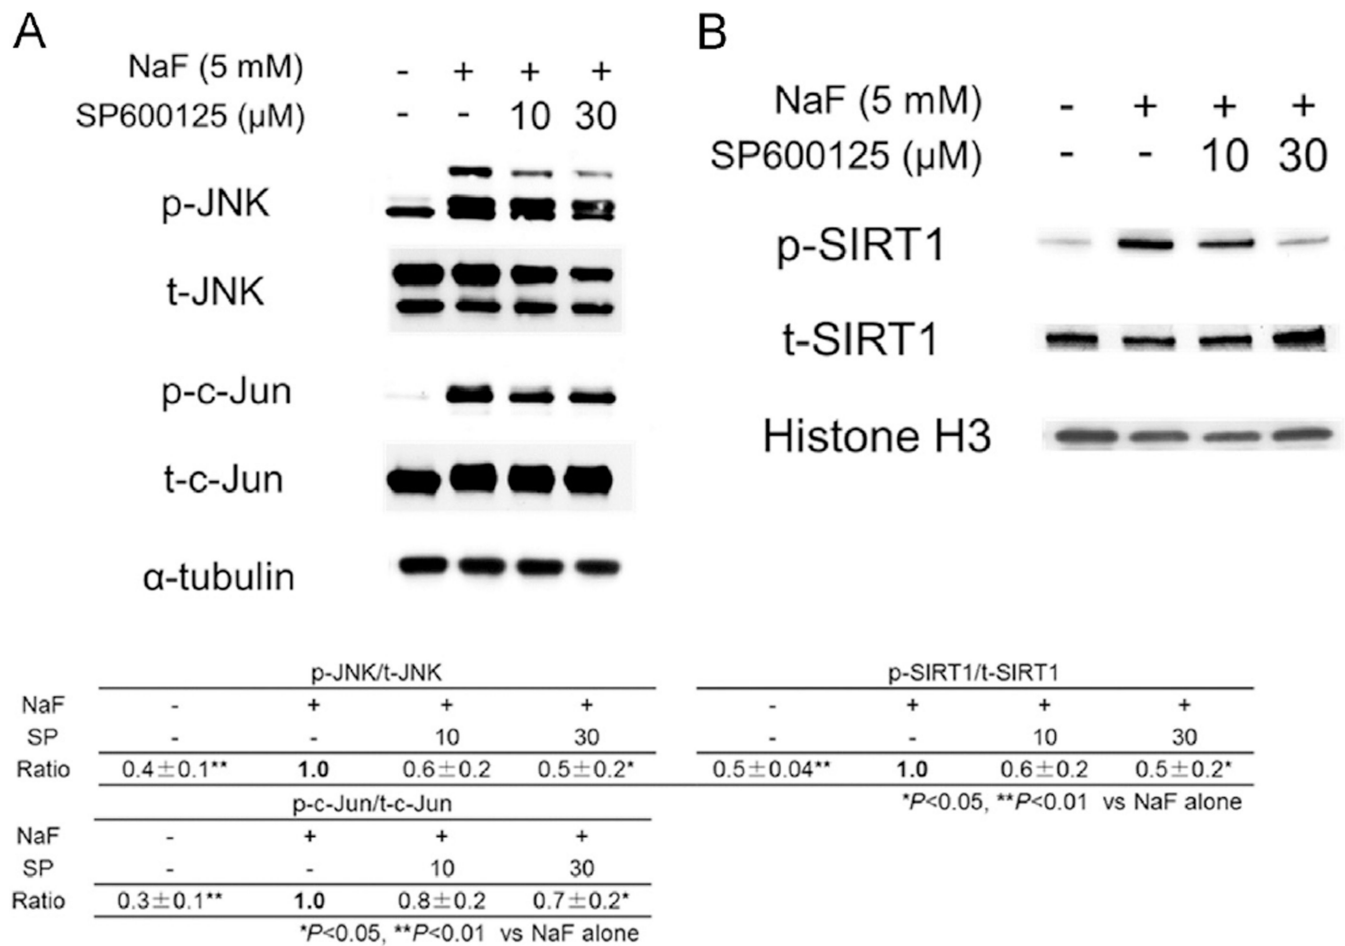 A
NaF (5 mM) - + + +
SP600125 (μM) - - 10 30
p-JNK
t-JNK
p-c-Jun
t-c-Jun
α-tubulin
B
NaF (5 mM) - + + +
SP600125 (μM) - - 10 30
p-SIRT1
t-SIRT1
Histone H3
p-JNK/t-JNK
NaF - + + +
SP - - 10 30
Ratio 0.4±0.1** 1.0 0.6±0.2 0.5±0.2*
p-c-Jun/t-c-Jun
NaF - + + +
SP - - 10 30
Ratio 0.3±0.1** 1.0 0.8±0.2 0.7±0.2*
*P<0.05, **P<0.01 vs NaF alone
p-SIRT1/t-SIRT1
- + + +
- - 10 30
0.5±0.04** 1.0 0.6±0.2 0.5±0.2*
*P<0.05, **P<0.01 vs NaF alone